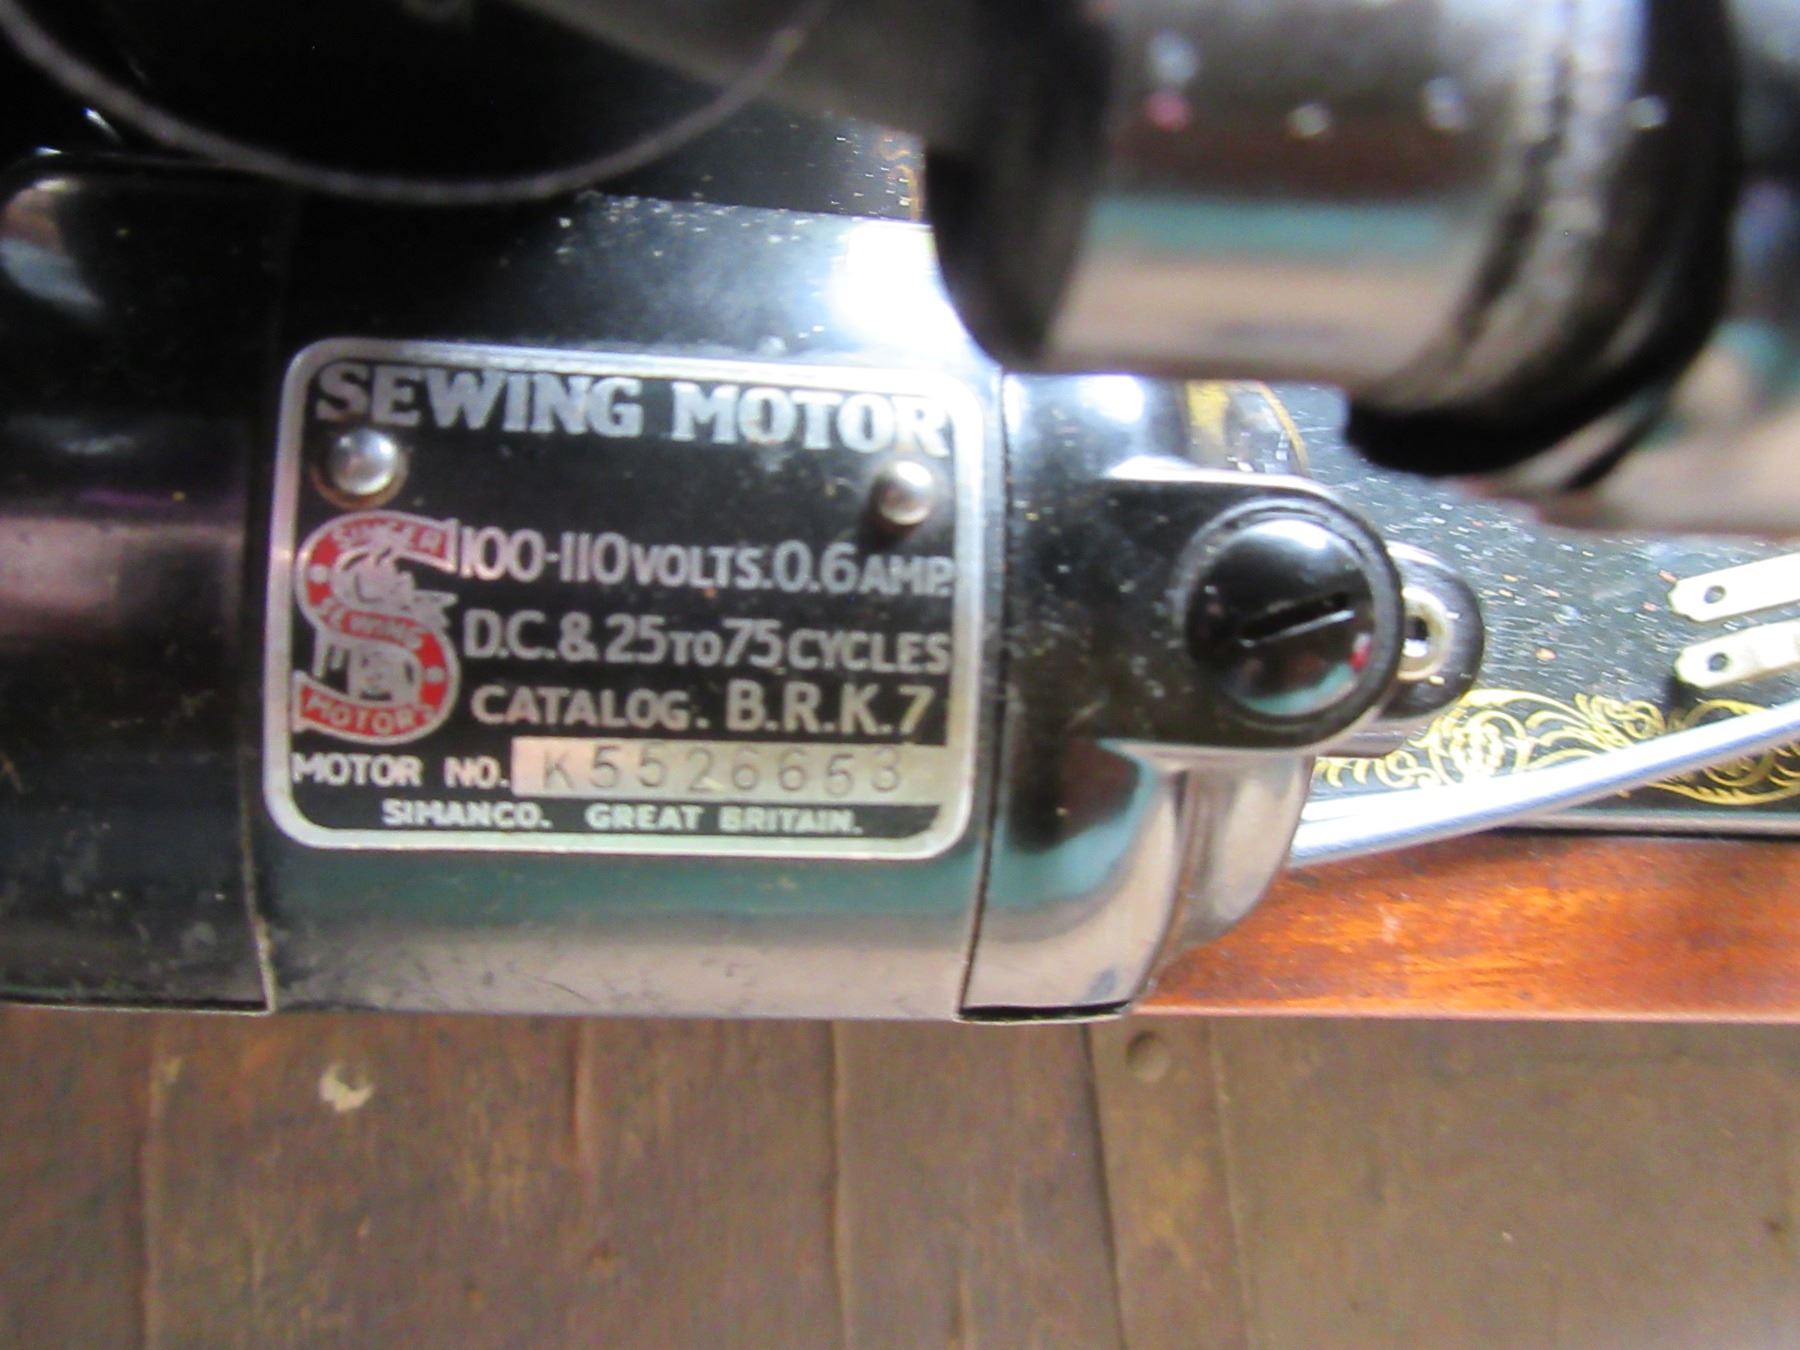 SEWING MOTOR
SINGER
SEWING
MOTORS
100-110 VOLTS. 0.6 AMP.
D.C. & 25 TO 75 CYCLES
CATALOG. B.R.K.7
MOTOR NO. K5526653
SIMANCO. GREAT BRITAIN.